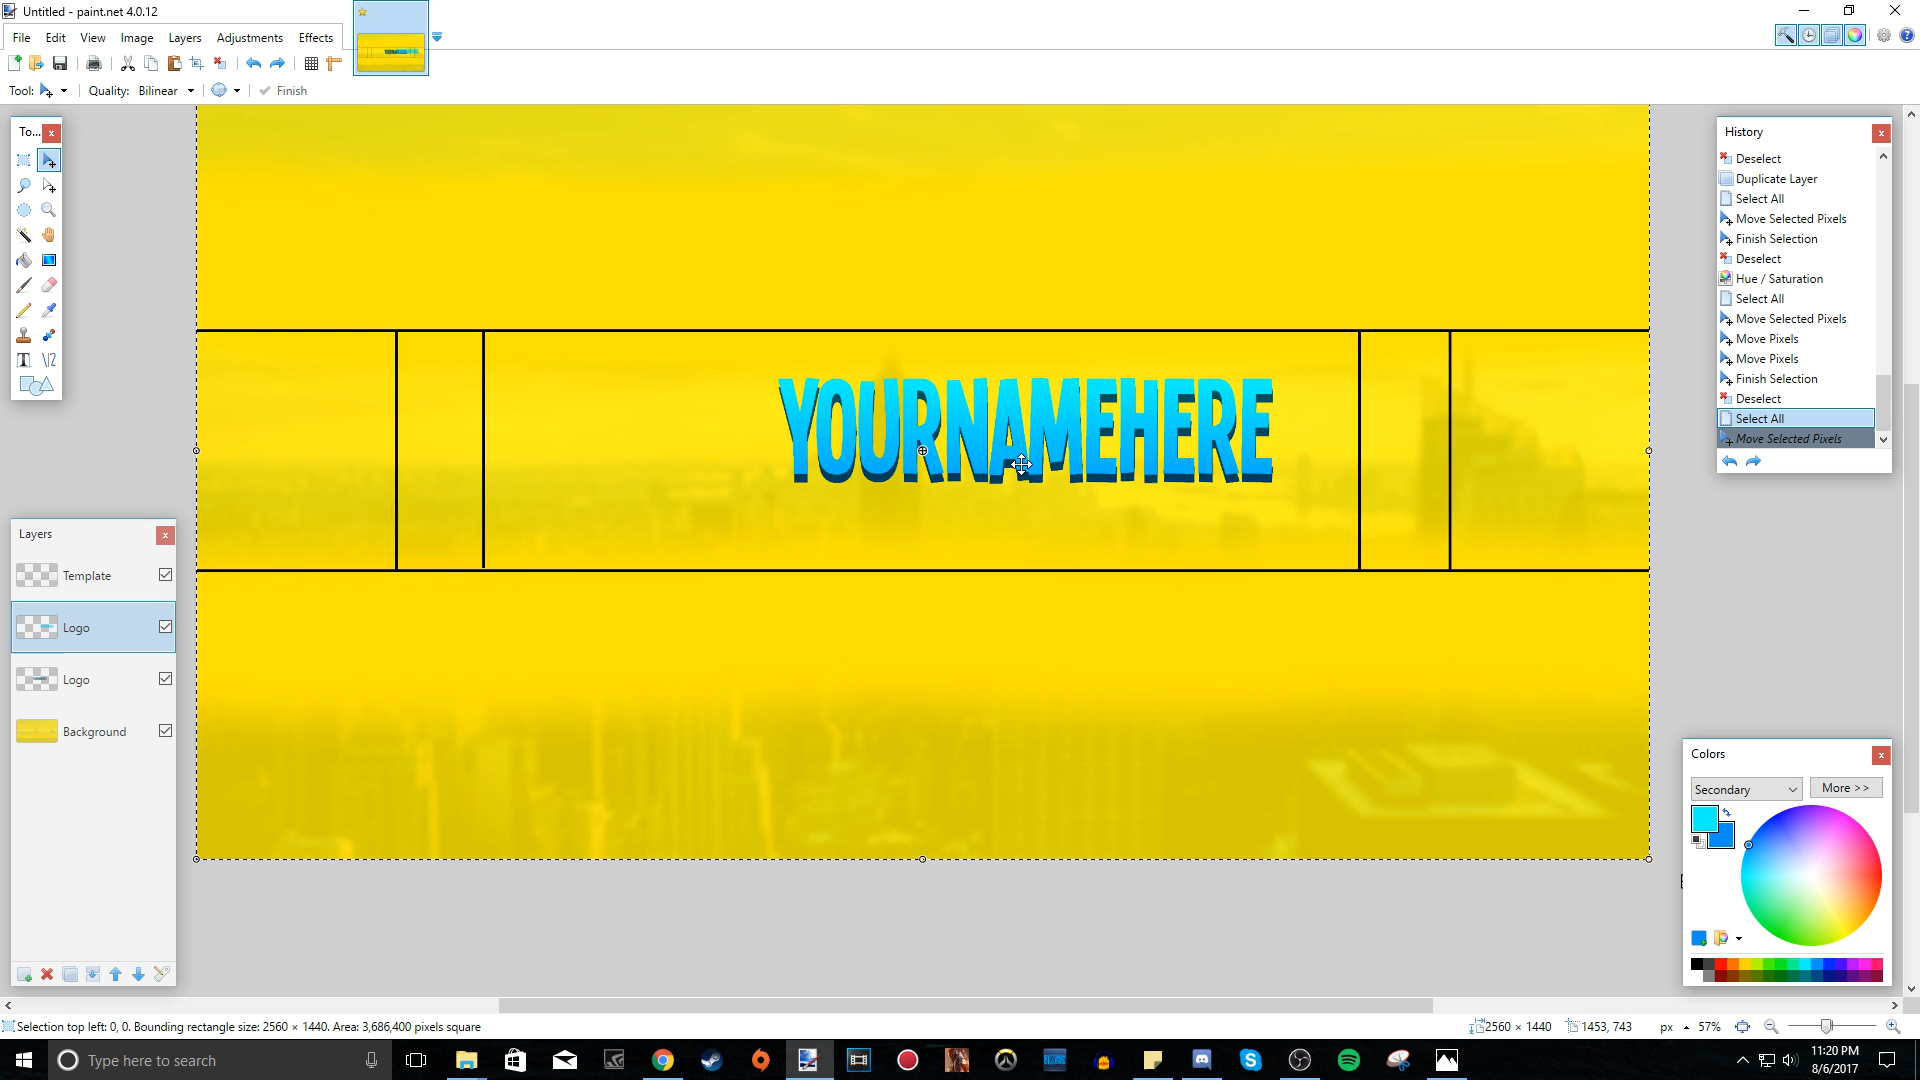 Untitled - paint.net 4.0.12
File Edit View Image Layers Adjustments Effects
Tool: Quality: Bilinear Finish
To...
History
Deselect
Duplicate Layer
Select All
Move Selected Pixels
Finish Selection
Deselect
Hue / Saturation
Select All
Move Selected Pixels
Move Pixels
Move Pixels
Finish Selection
Deselect
Select All
Move Selected Pixels
YOURNAMEHERE
Layers
Template
Logo
Logo
Background
Colors
Secondary More >>
Selection top left: 0, 0. Bounding rectangle size: 2560 × 1440. Area: 3,686,400 pixels square
2560 × 1440 1453, 743 px 57%
Type here to search
11:20 PM
8/6/2017